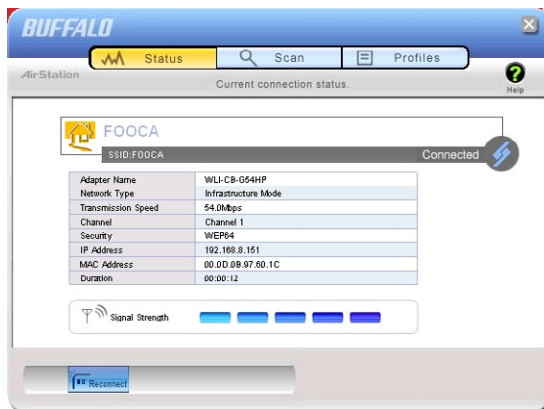 BUFFALO
Status
Scan
Profiles
AirStation
Current connection status.
Help
FOOCA
SSID:FOOCA
Connected
Adapter Name WLI-CB-G54HP
Network Type Infrastructure Mode
Transmission Speed 54.0Mbps
Channel Channel 1
Security WEP64
IP Address 192.168.8.151
MAC Address 00.0D.0B.97.60.1C
Duration 00:00:12
Signal Strength
Reconnect